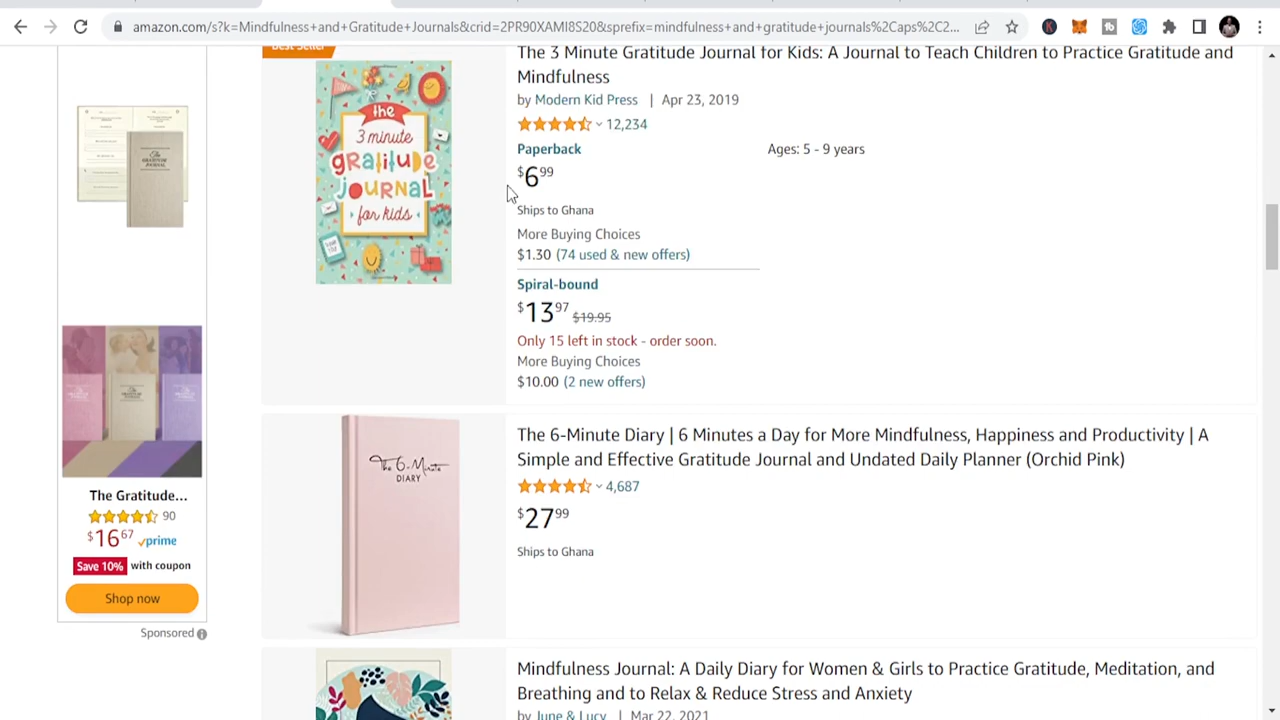 amazon.com/s?k=Mindfulness+and+Gratitude+Journals&crid=2PR90XAMI8S20&sprefix=mindfulness+and+gratitude+journals%2Caps%2C2...
Best Seller
The 3 Minute Gratitude Journal for Kids: A Journal to Teach Children to Practice Gratitude and
Mindfulness
by Modern Kid Press | Apr 23, 2019
12,234
Paperback
Ages: 5 - 9 years
$6.99
Ships to Ghana
More Buying Choices
$1.30 (74 used & new offers)
Spiral-bound
$13.97 $19.95
Only 15 left in stock - order soon.
More Buying Choices
$10.00 (2 new offers)
the
3 minute
gratitude
journal
for kids
The 6-Minute
DIARY
The 6-Minute Diary | 6 Minutes a Day for More Mindfulness, Happiness and Productivity | A
Simple and Effective Gratitude Journal and Undated Daily Planner (Orchid Pink)
4,687
$27.99
Ships to Ghana
Mindfulness Journal: A Daily Diary for Women & Girls to Practice Gratitude, Meditation, and
Breathing and to Relax & Reduce Stress and Anxiety
by June & Lucy | Mar 22, 2021
The Gratitude...
90
$16.67 prime
Save 10% with coupon
Shop now
Sponsored